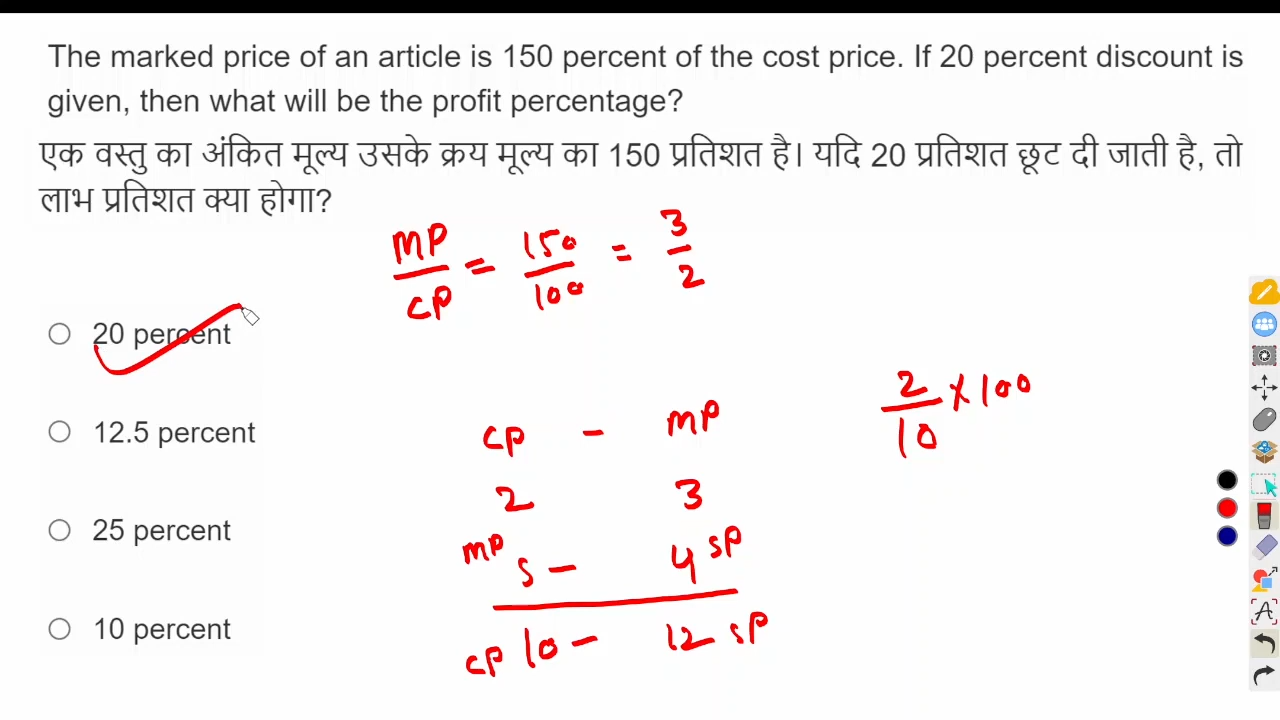 The marked price of an article is 150 percent of the cost price. If 20 percent discount is
given, then what will be the profit percentage?
एक वस्तु का अंकित मूल्य उसके क्रय मूल्य का 150 प्रतिशत है। यदि 20 प्रतिशत छूट दी जाती है, तो
लाभ प्रतिशत क्या होगा?
MP/CP = 150/100 = 3/2
20 percent
12.5 percent
25 percent
10 percent
CP - MP
2 3
MP 5 - 4 SP
CP 10 - 12 SP
2/10 × 100